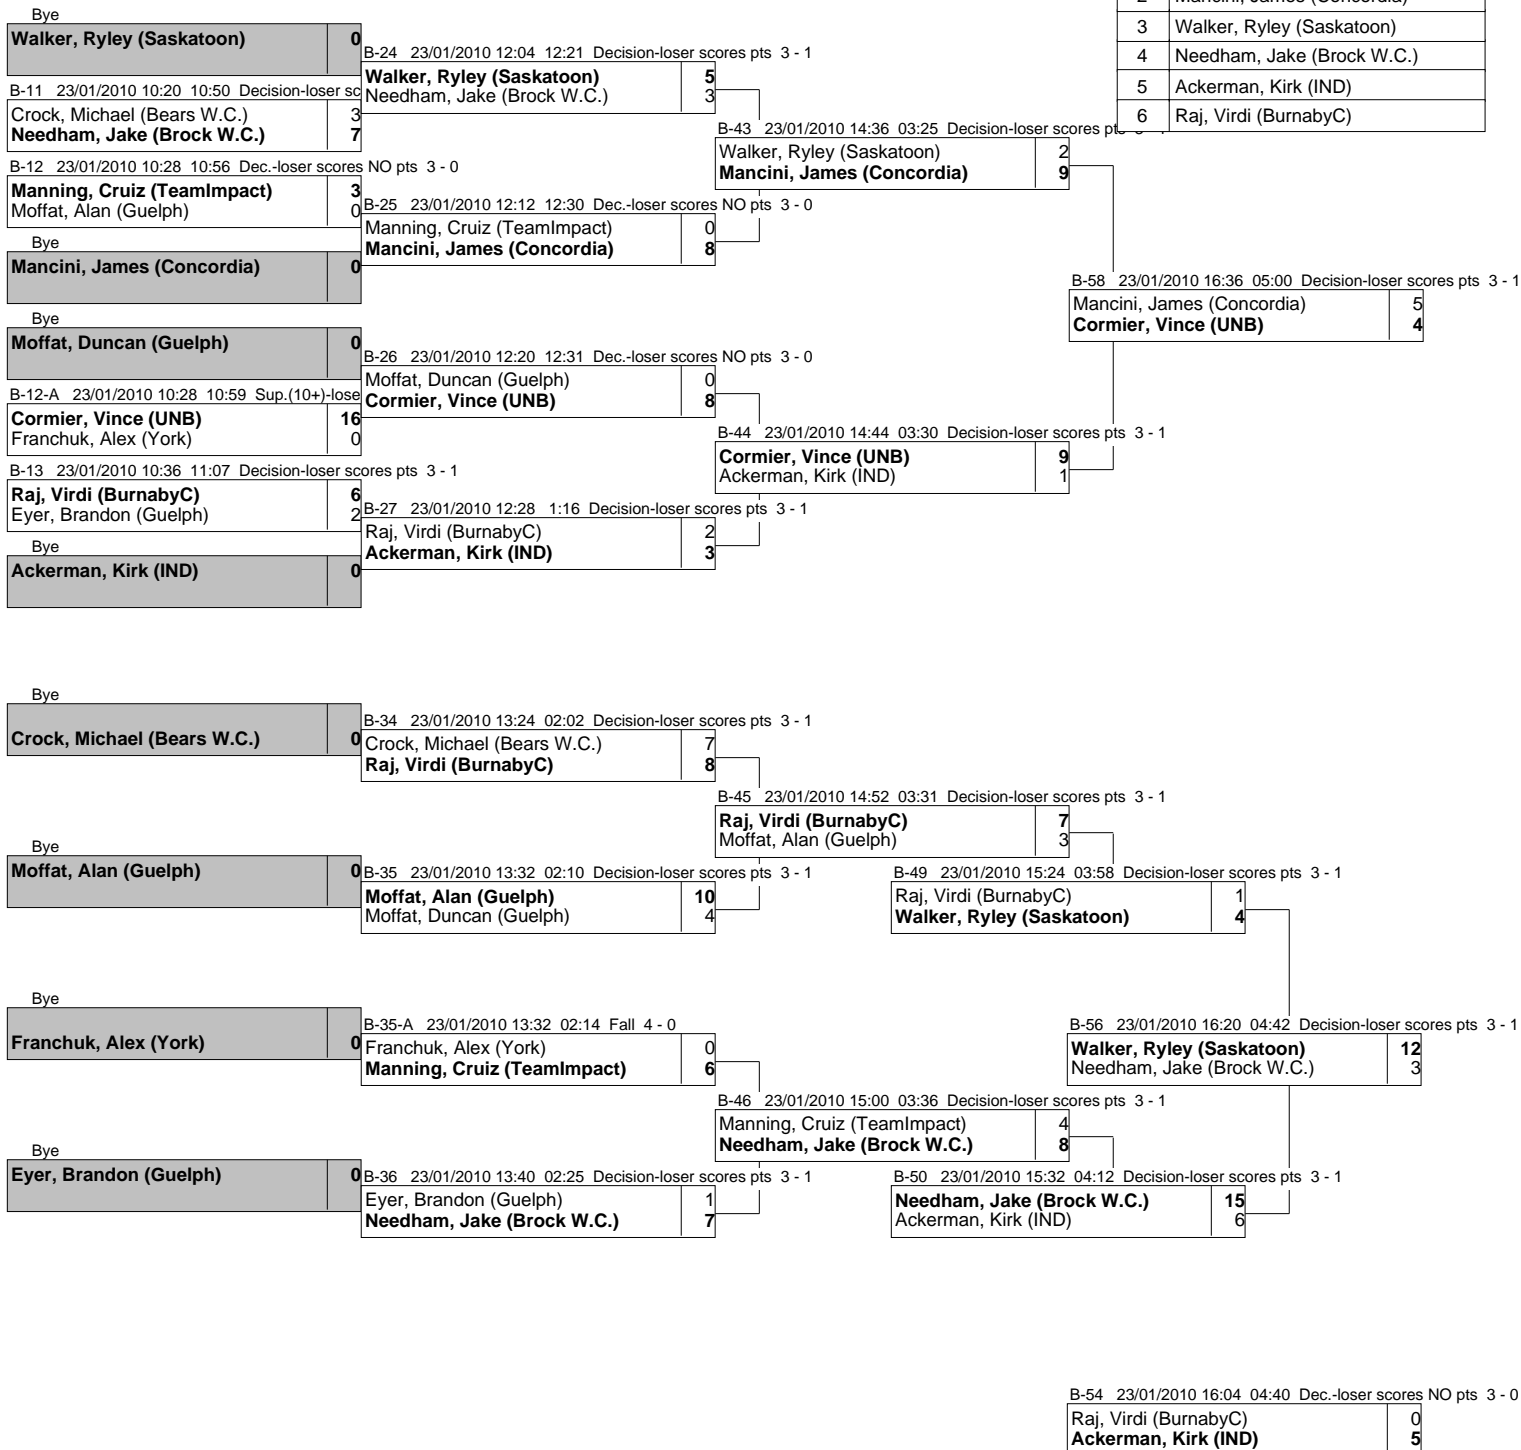 2 Mancini, James (Concordia)
3 Walker, Ryley (Saskatoon)
4 Needham, Jake (Brock W.C.)
5 Ackerman, Kirk (IND)
6 Raj, Virdi (BurnabyC)
Bye
Walker, Ryley (Saskatoon) 0
B-11 23/01/2010 10:20 10:50 Decision-loser sc
Crock, Michael (Bears W.C.) 3
Needham, Jake (Brock W.C.) 7
B-12 23/01/2010 10:28 10:56 Dec.-loser scores NO pts 3 - 0
Manning, Cruiz (TeamImpact) 3
Moffat, Alan (Guelph) 0
Bye
Mancini, James (Concordia) 0
Bye
Moffat, Duncan (Guelph) 0
B-12-A 23/01/2010 10:28 10:59 Sup.(10+)-lose
Cormier, Vince (UNB) 16
Franchuk, Alex (York) 0
B-13 23/01/2010 10:36 11:07 Decision-loser scores pts 3 - 1
Raj, Virdi (BurnabyC) 6
Eyer, Brandon (Guelph) 2
Bye
Ackerman, Kirk (IND) 0
B-24 23/01/2010 12:04 12:21 Decision-loser scores pts 3 - 1
Walker, Ryley (Saskatoon) 5
Needham, Jake (Brock W.C.) 3
B-25 23/01/2010 12:12 12:30 Dec.-loser scores NO pts 3 - 0
Manning, Cruiz (TeamImpact) 0
Mancini, James (Concordia) 8
B-26 23/01/2010 12:20 12:31 Dec.-loser scores NO pts 3 - 0
Moffat, Duncan (Guelph) 0
Cormier, Vince (UNB) 8
B-27 23/01/2010 12:28 1:16 Decision-loser scores pts 3 - 1
Raj, Virdi (BurnabyC) 2
Ackerman, Kirk (IND) 3
B-43 23/01/2010 14:36 03:25 Decision-loser scores pts
Walker, Ryley (Saskatoon) 2
Mancini, James (Concordia) 9
B-44 23/01/2010 14:44 03:30 Decision-loser scores pts 3 - 1
Cormier, Vince (UNB) 9
Ackerman, Kirk (IND) 1
B-58 23/01/2010 16:36 05:00 Decision-loser scores pts 3 - 1
Mancini, James (Concordia) 5
Cormier, Vince (UNB) 4
Bye
Crock, Michael (Bears W.C.) 0
Bye
Moffat, Alan (Guelph) 0
Bye
Franchuk, Alex (York) 0
Bye
Eyer, Brandon (Guelph) 0
B-34 23/01/2010 13:24 02:02 Decision-loser scores pts 3 - 1
Crock, Michael (Bears W.C.) 7
Raj, Virdi (BurnabyC) 8
B-35 23/01/2010 13:32 02:10 Decision-loser scores pts 3 - 1
Moffat, Alan (Guelph) 10
Moffat, Duncan (Guelph) 4
B-35-A 23/01/2010 13:32 02:14 Fall 4 - 0
Franchuk, Alex (York) 0
Manning, Cruiz (TeamImpact) 6
B-36 23/01/2010 13:40 02:25 Decision-loser scores pts 3 - 1
Eyer, Brandon (Guelph) 1
Needham, Jake (Brock W.C.) 7
B-45 23/01/2010 14:52 03:31 Decision-loser scores pts 3 - 1
Raj, Virdi (BurnabyC) 7
Moffat, Alan (Guelph) 3
B-46 23/01/2010 15:00 03:36 Decision-loser scores pts 3 - 1
Manning, Cruiz (TeamImpact) 4
Needham, Jake (Brock W.C.) 8
B-49 23/01/2010 15:24 03:58 Decision-loser scores pts 3 - 1
Raj, Virdi (BurnabyC) 1
Walker, Ryley (Saskatoon) 4
B-50 23/01/2010 15:32 04:12 Decision-loser scores pts 3 - 1
Needham, Jake (Brock W.C.) 15
Ackerman, Kirk (IND) 6
B-56 23/01/2010 16:20 04:42 Decision-loser scores pts 3 - 1
Walker, Ryley (Saskatoon) 12
Needham, Jake (Brock W.C.) 3
B-54 23/01/2010 16:04 04:40 Dec.-loser scores NO pts 3 - 0
Raj, Virdi (BurnabyC) 0
Ackerman, Kirk (IND) 5